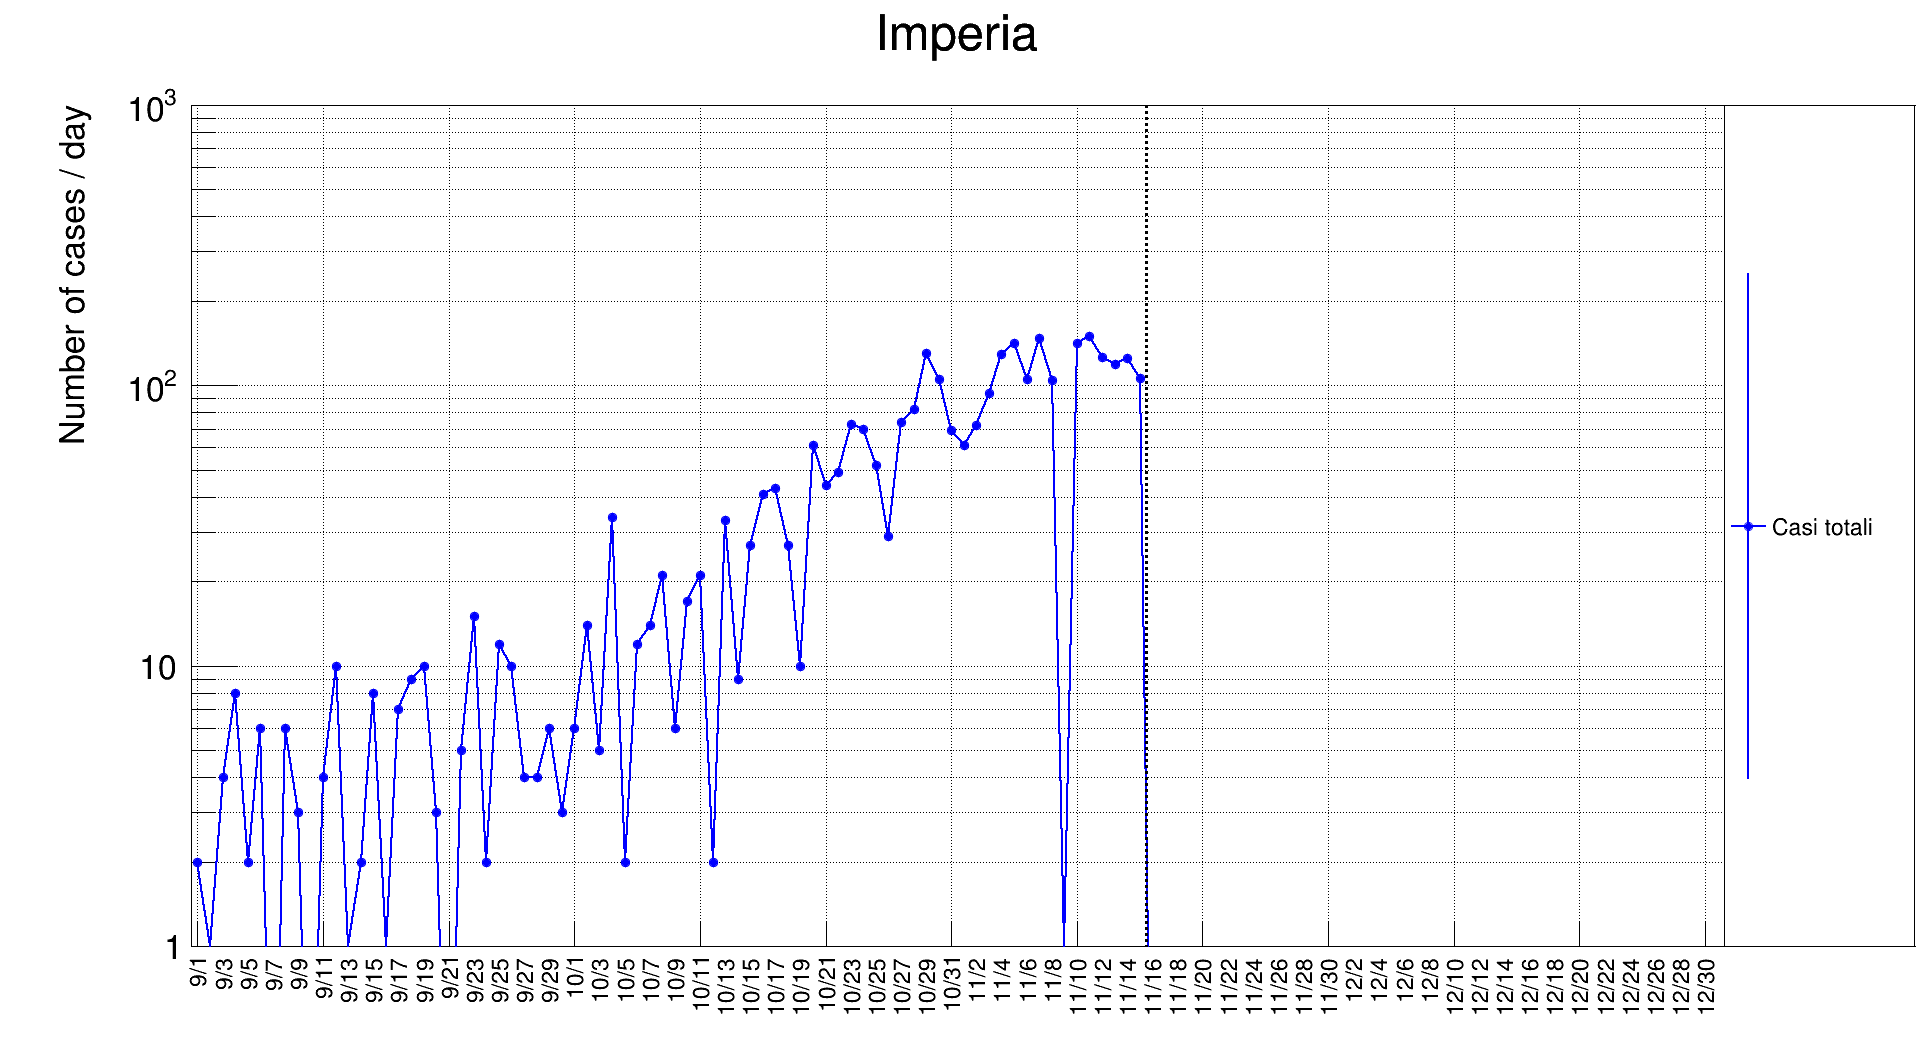 Imperia
Number of cases / day
10³
10²
10
1
9/1 9/3 9/5 9/7 9/9 9/11 9/13 9/15 9/17 9/19 9/21 9/23 9/25 9/27 9/29 10/1 10/3 10/5 10/7 10/9 10/11 10/13 10/15 10/17 10/19 10/21 10/23 10/25 10/27 10/29 10/31 11/2 11/4 11/6 11/8 11/10 11/12 11/14 11/16 11/18 11/20 11/22 11/24 11/26 11/28 11/30 12/2 12/4 12/6 12/8 12/10 12/12 12/14 12/16 12/18 12/20 12/22 12/24 12/26 12/28 12/30
Casi totali